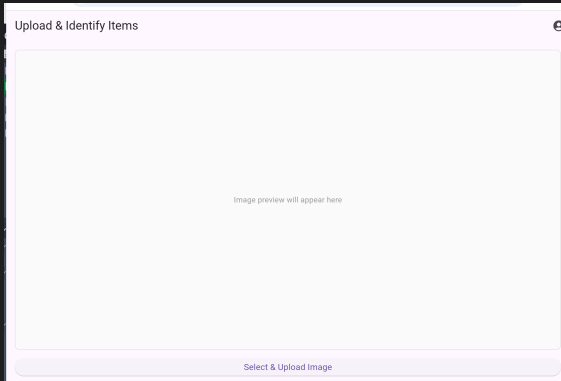 Upload & Identify Items
Image preview will appear here
Select & Upload Image